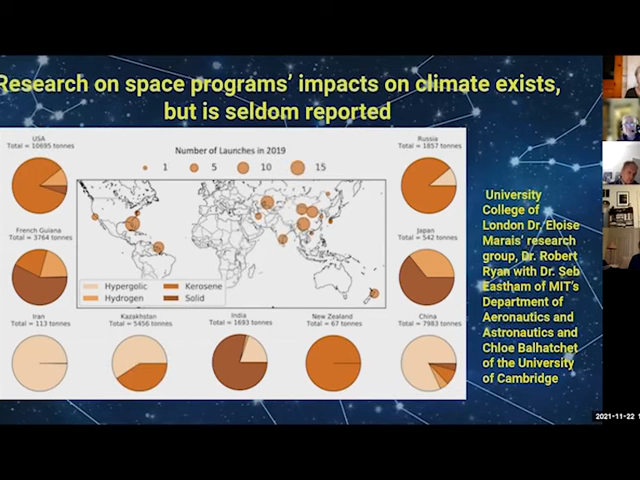 Research on space programs' impacts on climate exists,
but is seldom reported
USA
Total = 10695 tonnes
Number of Launches in 2019
1 5 10 15
Russia
Total = 1857 tonnes
French Guiana
Total = 3764 tonnes
Japan
Total = 542 tonnes
Hypergolic Kerosene
Hydrogen Solid
Iran
Total = 113 tonnes
Kazakhstan
Total = 5456 tonnes
India
Total = 1693 tonnes
New Zealand
Total = 67 tonnes
China
Total = 7983 tonnes
University
College of
London Dr. Eloise
Marais' research
group, Dr. Robert
Ryan with Dr. Seb
Eastham of MIT's
Department of
Aeronautics and
Astronautics and
Chloe Balhatchet
of the University
of Cambridge
2021-11-22 1